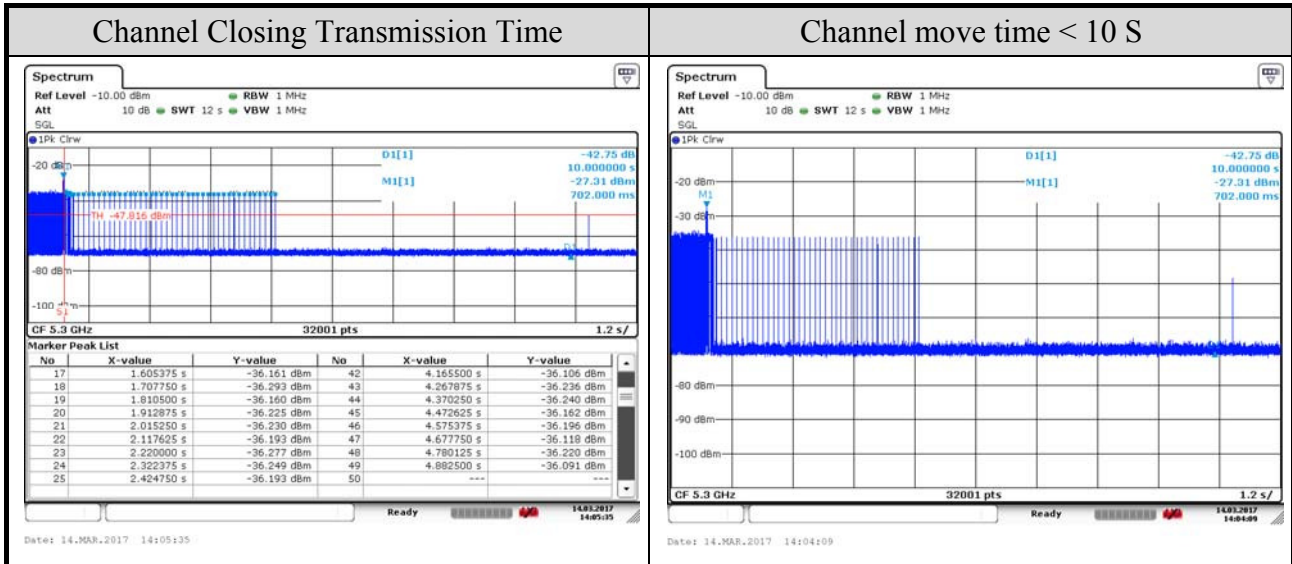 Channel Closing Transmission Time
Channel move time < 10 S
Spectrum
Ref Level -10.00 dBm RBW 1 MHz
Att 10 dB SWT 12 s VBW 1 MHz
SGL
1Pk Clrw
D1[1] -42.75 dB
10.000000 s
M1[1] -27.31 dBm
702.000 ms
-20 dBm
TH -47.816 dBm
D1
-80 dBm
-100 dBm
S1
CF 5.3 GHz 32001 pts 1.2 s/
Marker Peak List
No X-value Y-value No X-value Y-value
17 1.605375 s -36.161 dBm 42 4.165500 s -36.106 dBm
18 1.707750 s -36.293 dBm 43 4.267875 s -36.236 dBm
19 1.810500 s -36.160 dBm 44 4.370250 s -36.240 dBm
20 1.912875 s -36.225 dBm 45 4.472625 s -36.162 dBm
21 2.015250 s -36.230 dBm 46 4.575375 s -36.196 dBm
22 2.117625 s -36.193 dBm 47 4.677750 s -36.118 dBm
23 2.220000 s -36.277 dBm 48 4.780125 s -36.220 dBm
24 2.322375 s -36.249 dBm 49 4.882500 s -36.091 dBm
25 2.424750 s -36.193 dBm 50 --- ---
Ready 14.03.2017
14:05:35
Date: 14.MAR.2017 14:05:35
Spectrum
Ref Level -10.00 dBm RBW 1 MHz
Att 10 dB SWT 12 s VBW 1 MHz
SGL
1Pk Clrw
D1[1] -42.75 dB
10.000000 s
-20 dBm M1[1] -27.31 dBm
M1 702.000 ms
-30 dBm
-80 dBm
-90 dBm
-100 dBm
CF 5.3 GHz 32001 pts 1.2 s/
Ready 14.03.2017
14:04:09
Date: 14.MAR.2017 14:04:09